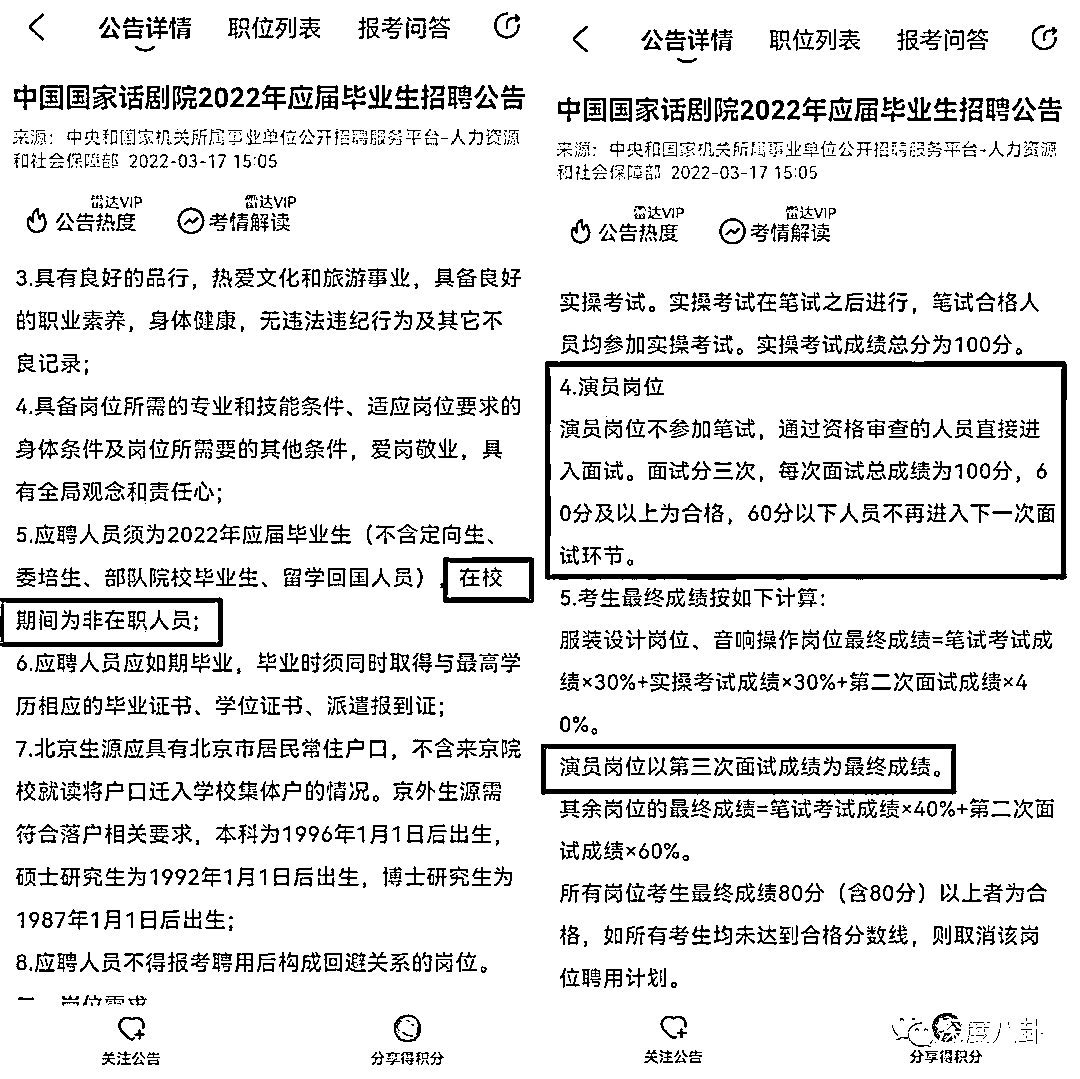 公告详情 职位列表 报考问答
中国国家话剧院2022年应届毕业生招聘公告
来源：中央和国家机关所属事业单位公开招聘服务平台-人力资源
和社会保障部 2022-03-17 15:05
雷达VIP 雷达VIP
公告热度 考情解读
3.具有良好的品行，热爱文化和旅游事业，具备良好
的职业素养，身体健康，无违法违纪行为及其它不
良记录；
4.具备岗位所需的专业和技能条件、适应岗位要求的
身体条件及岗位所需要的其他条件，爱岗敬业，具
有全局观念和责任心；
5.应聘人员须为2022年应届毕业生（不含定向生、
委培生、部队院校毕业生、留学回国人员），在校
期间为非在职人员；
6.应聘人员应如期毕业，毕业时须同时取得与最高学
历相应的毕业证书、学位证书、派遣报到证；
7.北京生源应具有北京市居民常住户口，不含来京院
校就读将户口迁入学校集体户的情况。京外生源需
符合落户相关要求，本科为1996年1月1日后出生，
硕士研究生为1992年1月1日后出生，博士研究生为
1987年1月1日后出生；
8.应聘人员不得报考聘用后构成回避关系的岗位。
二、岗位需求
关注公告 分享得积分
公告详情 职位列表 报考问答
中国国家话剧院2022年应届毕业生招聘公告
来源：中央和国家机关所属事业单位公开招聘服务平台-人力资源
和社会保障部 2022-03-17 15:05
雷达VIP 雷达VIP
公告热度 考情解读
实操考试。实操考试在笔试之后进行，笔试合格人
员均参加实操考试。实操考试成绩总分为100分。
4.演员岗位
演员岗位不参加笔试，通过资格审查的人员直接进
入面试。面试分三次，每次面试总成绩为100分，6
0分及以上为合格，60分以下人员不再进入下一次面
试环节。
5.考生最终成绩按如下计算：
服装设计岗位、音响操作岗位最终成绩=笔试考试成
绩×30%+实操考试成绩×30%+第二次面试成绩×4
0%。
演员岗位以第三次面试成绩为最终成绩。
其余岗位的最终成绩=笔试考试成绩×40%+第二次面
试成绩×60%。
所有岗位考生最终成绩80分（含80分）以上者为合
格，如所有考生均未达到合格分数线，则取消该岗
位聘用计划。
关注公告 分享得积分
度八卦